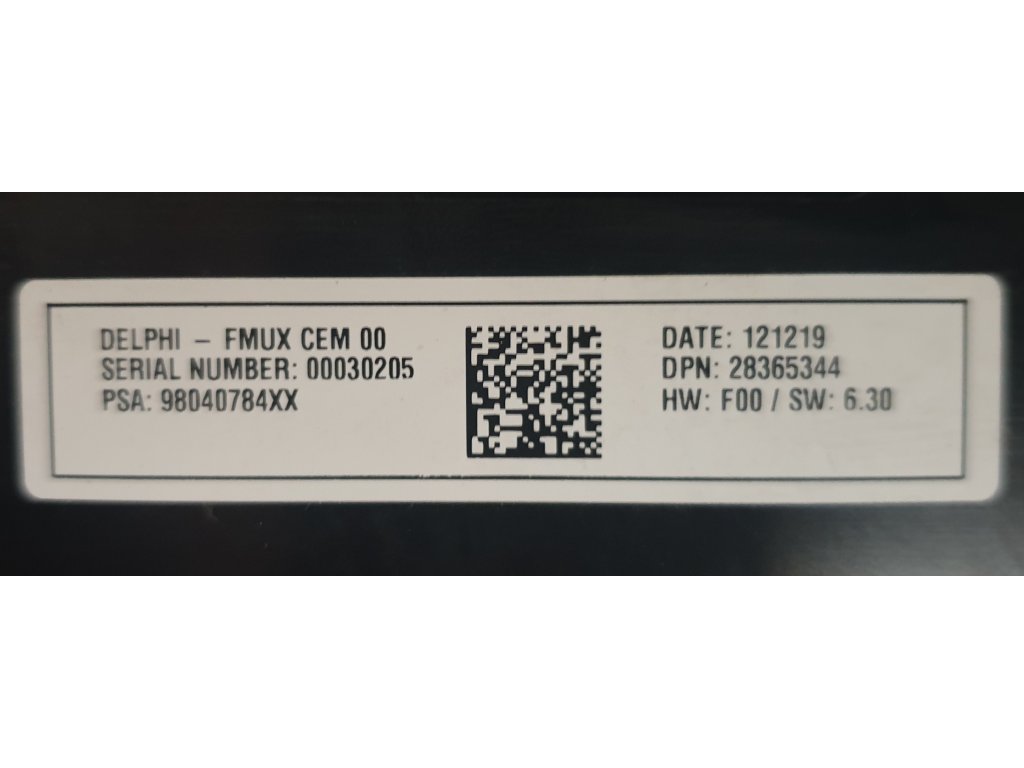 DELPHI - FMUX CEM 00
SERIAL NUMBER: 00030205
PSA: 98040784XX
DATE: 121219
DPN: 28365344
HW: F00 / SW: 6.30